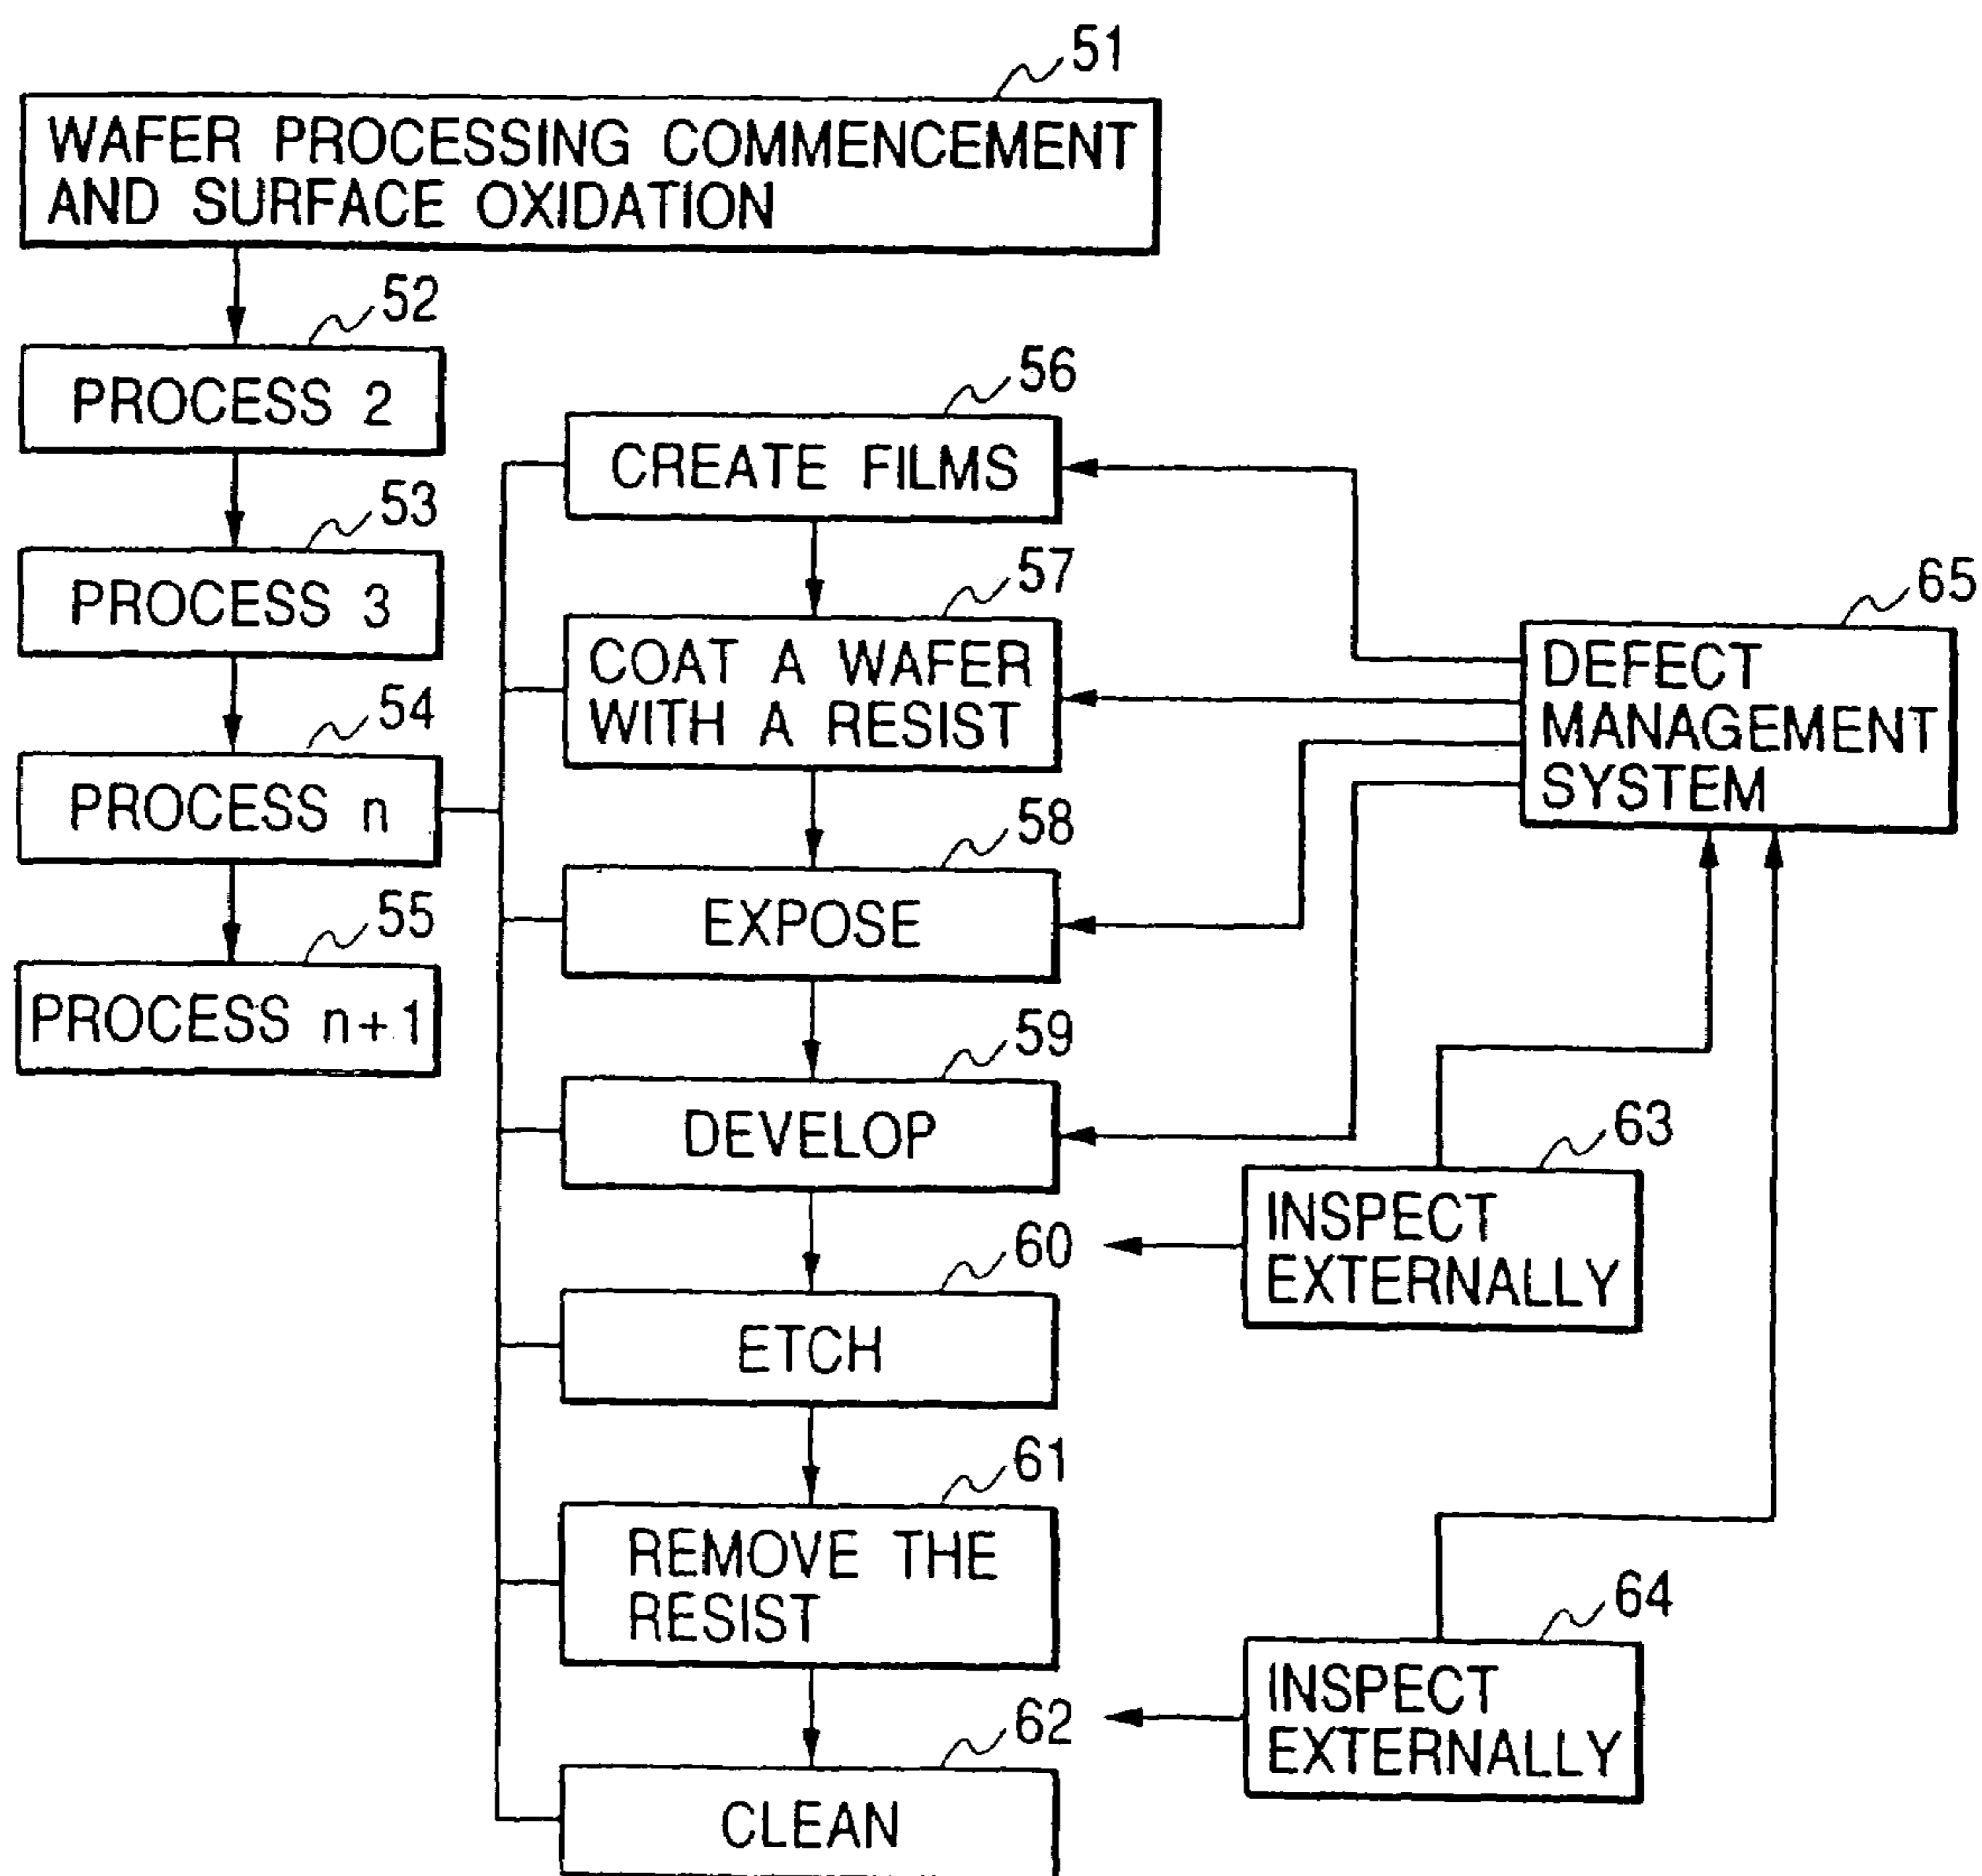 51
WAFER PROCESSING COMMENCEMENT
AND SURFACE OXIDATION
52
PROCESS 2
53
PROCESS 3
54
PROCESS n
55
PROCESS n+1
56
CREATE FILMS
57
COAT A WAFER
WITH A RESIST
58
EXPOSE
59
DEVELOP
60
ETCH
61
REMOVE THE
RESIST
62
CLEAN
65
DEFECT
MANAGEMENT
SYSTEM
63
INSPECT
EXTERNALLY
64
INSPECT
EXTERNALLY